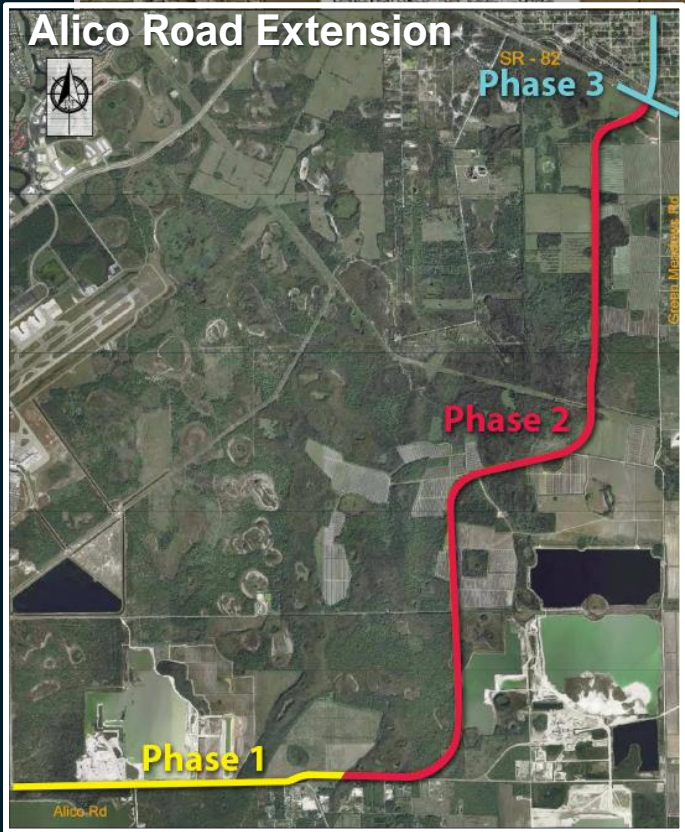 Alico Road Extension
SR - 82
Phase 3
Green Meadows Rd
Phase 2
Phase 1
Alico Rd